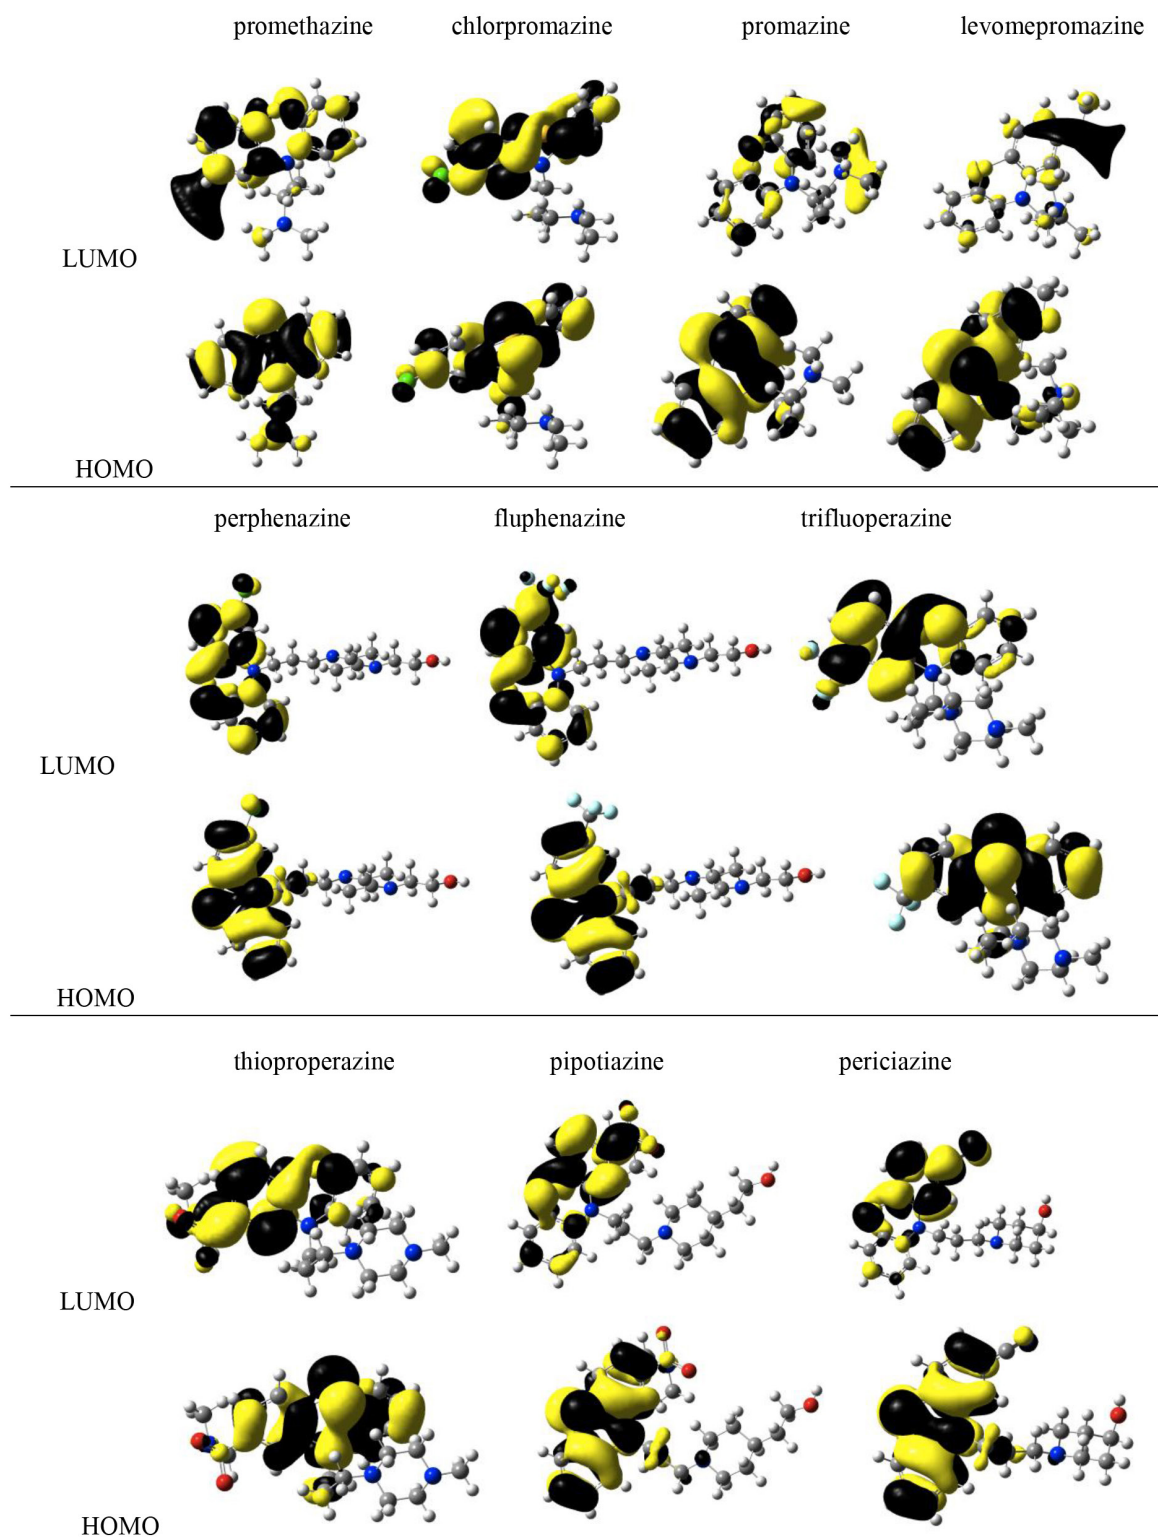 promethazine chlorpromazine promazine levomepromazine
LUMO
HOMO
perphenazine fluphenazine trifluoperazine
LUMO
HOMO
thioproperazine pipotiazine periciazine
LUMO
HOMO